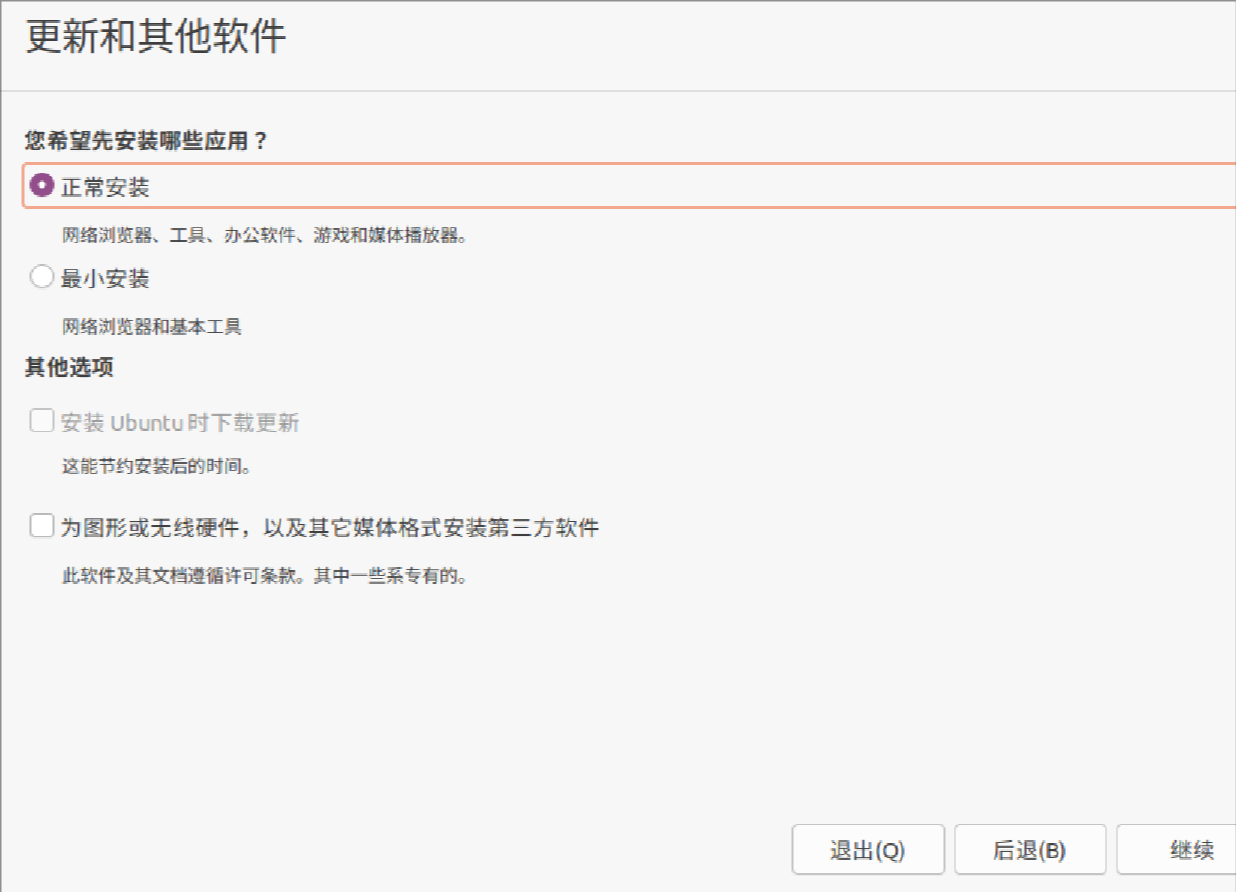 更新和其他软件
您希望先安装哪些应用？
正常安装
网络浏览器、工具、办公软件、游戏和媒体播放器。
最小安装
网络浏览器和基本工具
其他选项
安装 Ubuntu 时下载更新
这能节约安装后的时间。
为图形或无线硬件，以及其它媒体格式安装第三方软件
此软件及其文档遵循许可条款。其中一些系专有的。
退出(Q) 后退(B) 继续